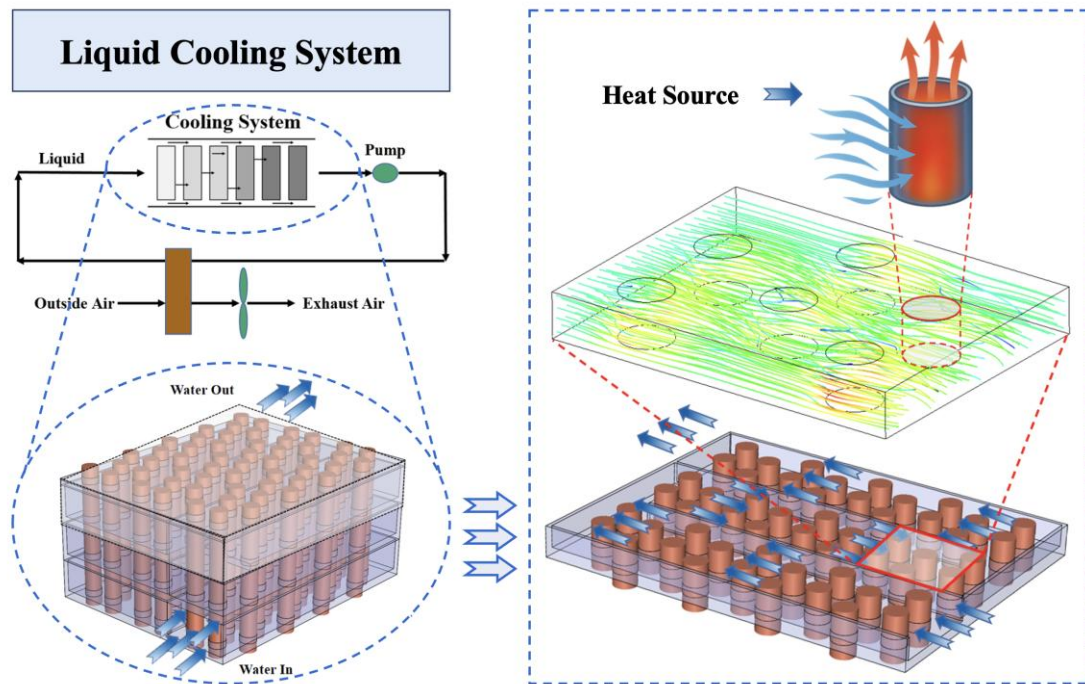 Liquid Cooling System
Cooling System
Liquid
Pump
Outside Air
Exhaust Air
Water Out
Water In
Heat Source